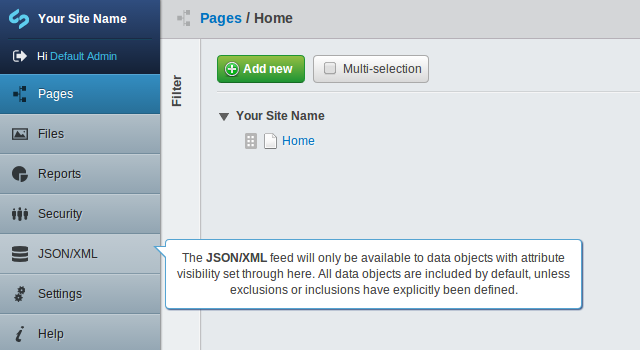 Your Site Name
Hi Default Admin
Pages
Files
Reports
Security
JSON/XML
Settings
Help
Pages / Home
Filter
Add new
Multi-selection
Your Site Name
Home
The JSON/XML feed will only be available to data objects with attribute
visibility set through here. All data objects are included by default, unless
exclusions or inclusions have explicitly been defined.